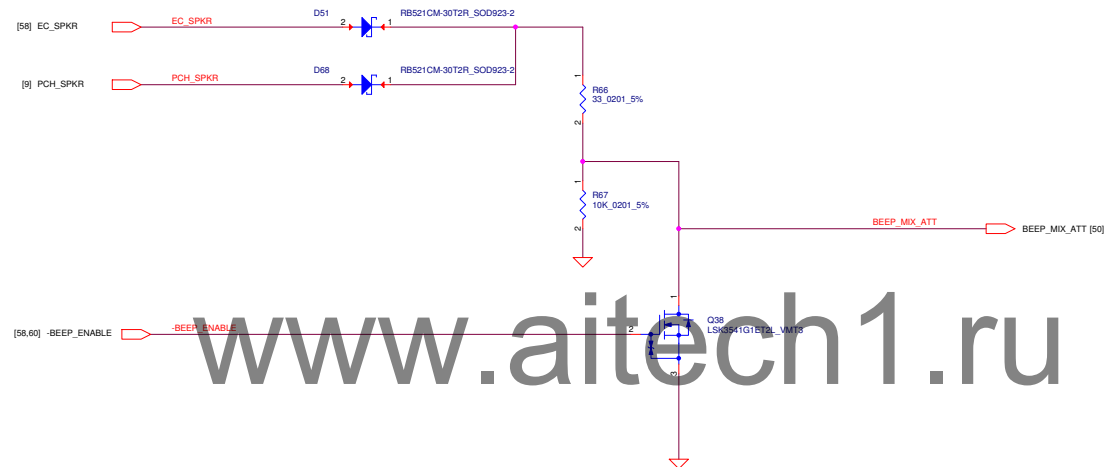 D51
RB521CM-30T2R_SOD923-2
[58] EC_SPKR
EC_SPKR
2
1
D68
RB521CM-30T2R_SOD923-2
[9] PCH_SPKR
PCH_SPKR
2
1
1
R66
33_0201_5%
2
1
R67
10K_0201_5%
2
BEEP_MIX_ATT
BEEP_MIX_ATT [50]
1
Q38
LSK3541G1ET2L_VMT3
[58,60] -BEEP_ENABLE
-BEEP_ENABLE
2
3
www.aitech1.ru